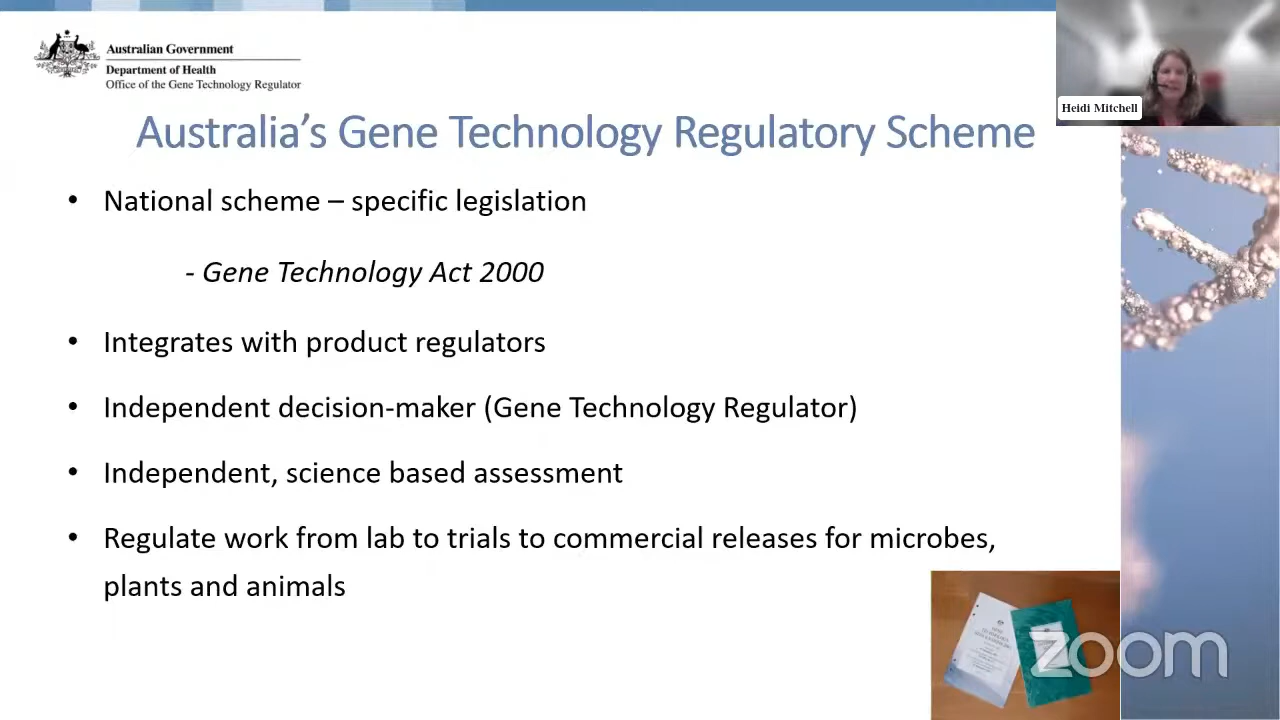 Australian Government
Department of Health
Office of the Gene Technology Regulator
Heidi Mitchell
Australia's Gene Technology Regulatory Scheme
• National scheme – specific legislation
- Gene Technology Act 2000
• Integrates with product regulators
• Independent decision-maker (Gene Technology Regulator)
• Independent, science based assessment
• Regulate work from lab to trials to commercial releases for microbes,
plants and animals
zoom